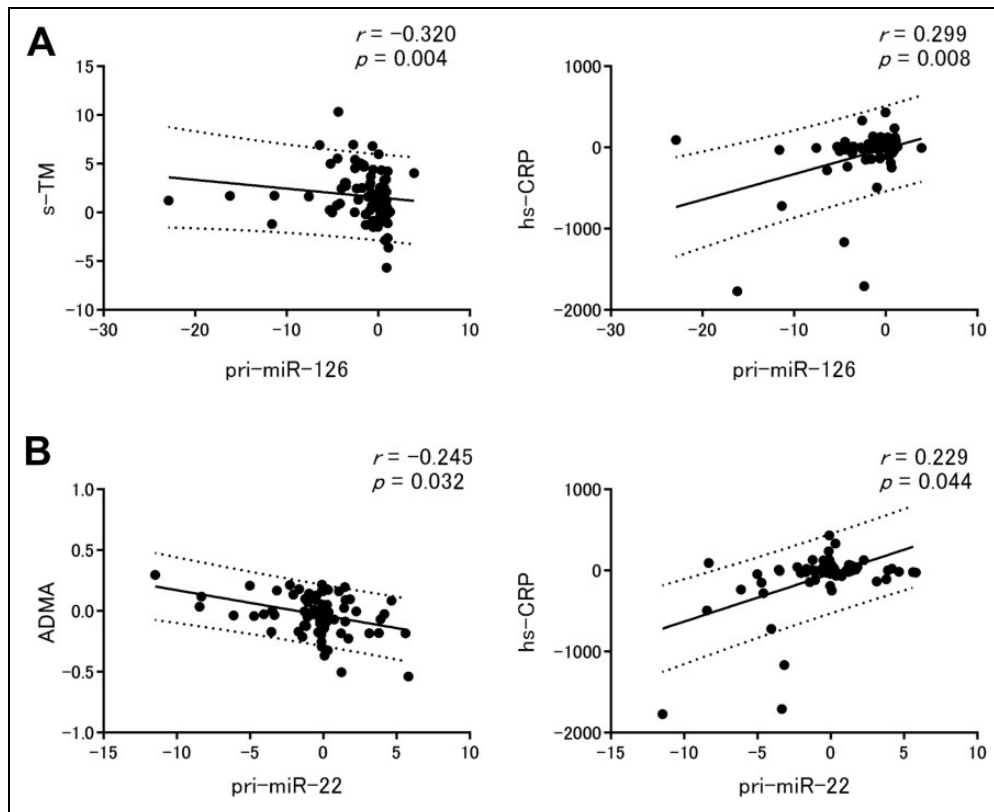 A
r = −0.320
p = 0.004
s-TM
15
10
5
0
−5
−10
−30
−20
−10
0
10
pri-miR-126
r = 0.299
p = 0.008
hs-CRP
1000
0
−1000
−2000
−30
−20
−10
0
10
pri-miR-126
B
r = −0.245
p = 0.032
ADMA
1.0
0.5
0.0
−0.5
−1.0
−15
−10
−5
0
5
10
pri-miR-22
r = 0.229
p = 0.044
hs-CRP
1000
0
−1000
−2000
−15
−10
−5
0
5
10
pri-miR-22